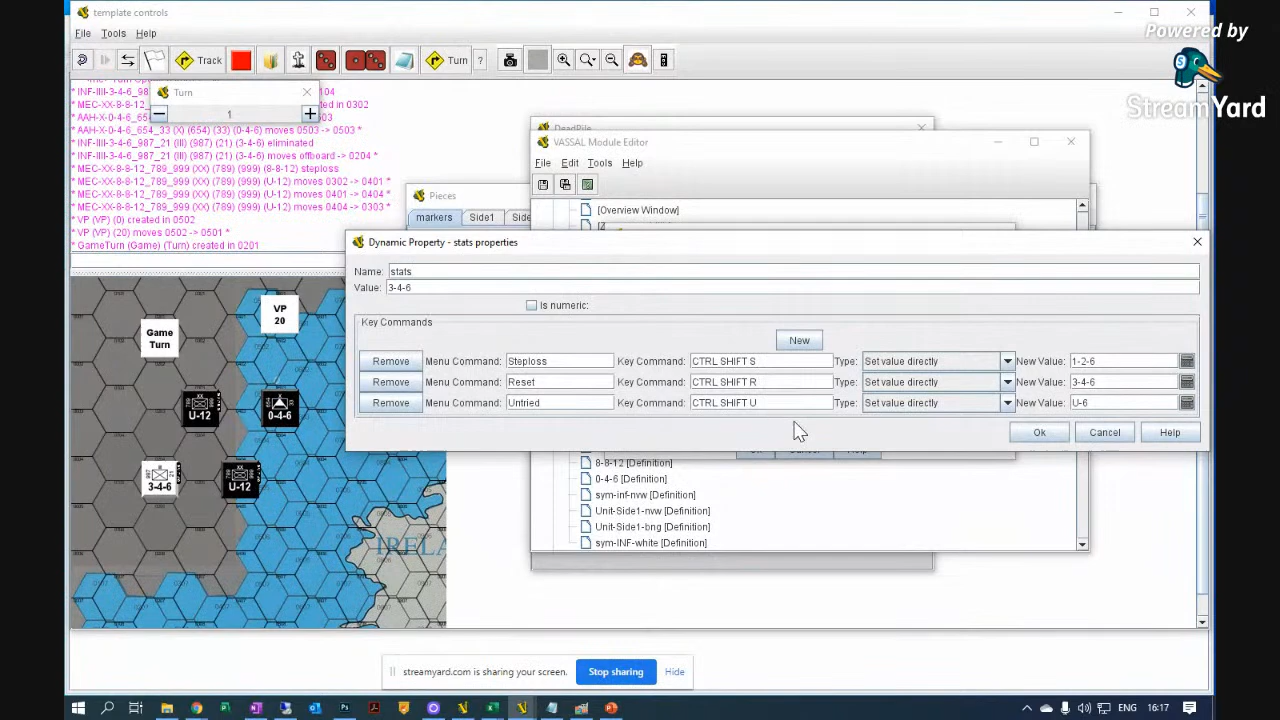 template controls
Powered by
StreamYard
File Tools Help
Track
Turn
?
Turn
1
INF-III-3-4-6
104
MEC-XX-8-8-12
ed in 0302
AAH-X-0-4-6
503
* AAH-X-0-4-6_654_33 (X) (654) (33) (0-4-6) moves 0503 -> 0503 *
* INF-III-3-4-6_987_21 (III) (987) (21) (3-4-6) eliminated
* INF-III-3-4-6_987_21 (III) (987) (21) (3-4-6) moves offboard -> 0204 *
* MEC-XX-8-8-12_789_999 (XX) (789) (999) (8-8-12) steploss
* MEC-XX-8-8-12_789_999 (XX) (789) (999) (U-12) moves 0302 -> 0401 *
* MEC-XX-8-8-12_789_999 (XX) (789) (999) (U-12) moves 0401 -> 0404 *
* MEC-XX-8-8-12_789_999 (XX) (789) (999) (U-12) moves 0404 -> 0303 *
* VP (VP) (0) created in 0502
* VP (VP) (20) moves 0502 -> 0501 *
* GameTurn (Game) (Turn) created in 0201
DeadPile
VASSAL Module Editor
File Edit Tools Help
Pieces
markers Side1 Side
[Overview Window]
Dynamic Property - stats properties
Name: stats
Value: 3-4-6
Is numeric:
Key Commands
New
Remove Menu Command: Steploss Key Command: CTRL SHIFT S Type: Set value directly New Value: 1-2-6
Remove Menu Command: Reset Key Command: CTRL SHIFT R Type: Set value directly New Value: 3-4-6
Remove Menu Command: Untried Key Command: CTRL SHIFT U Type: Set value directly New Value: U-6
Ok Cancel Help
8-8-12 [Definition]
0-4-6 [Definition]
sym-inf-nvw [Definition]
Unit-Side1-nvw [Definition]
Unit-Side1-bng [Definition]
sym-INF-white [Definition]
VP
20
Game
Turn
U-12
0-4-6
3-4-6
U-12
IRELA
streamyard.com is sharing your screen.
Stop sharing
Hide
ENG 16:17